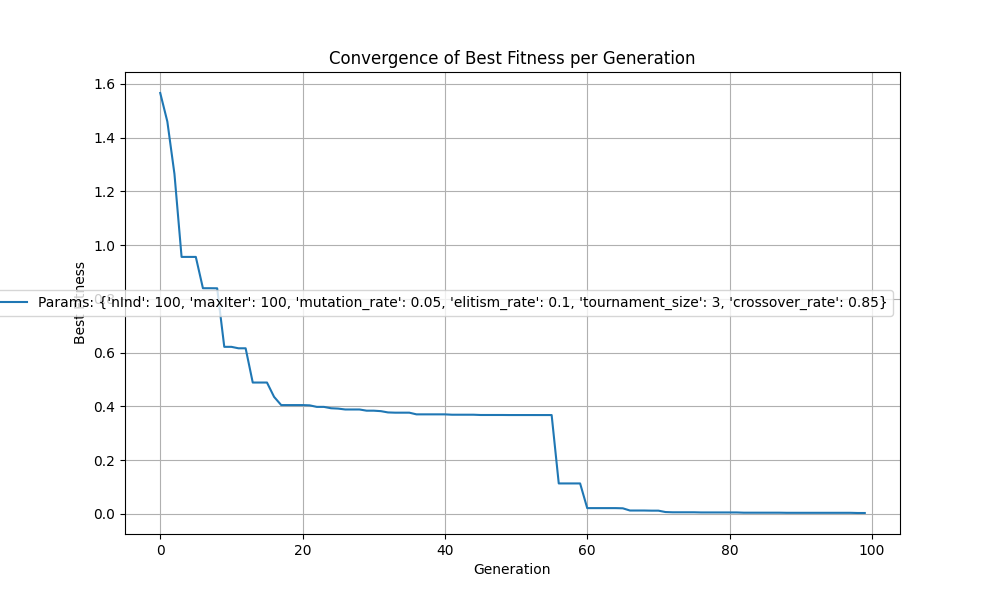 Convergence of Best Fitness per Generation
1.6
1.4
1.2
1.0
Params: {'nInd': 100, 'maxIter': 100, 'mutation_rate': 0.05, 'elitism_rate': 0.1, 'tournament_size': 3, 'crossover_rate': 0.85}
0.6
0.4
0.2
0.0
0 20 40 60 80 100
Generation
Best